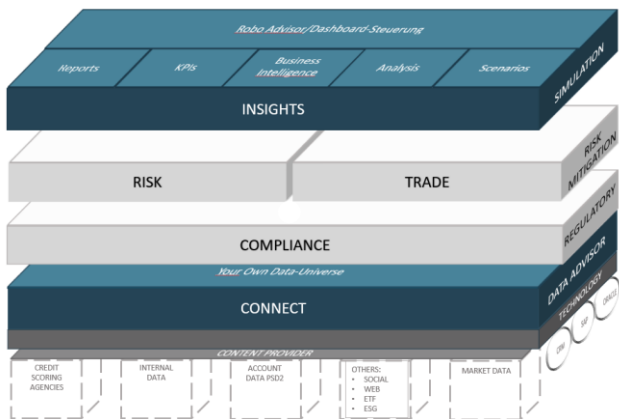 Robo Advisor/Dashboard-Steuerung
Reports
KPIs
Business
Intelligence
Analysis
Scenarios
SIMULATION
INSIGHTS
RISK
TRADE
RISK
MITIGATION
COMPLIANCE
REGULATORY
Your Own Data-Universe
CONNECT
DATA ADVISOR
TECHNOLOGY
CONTENT PROVIDER
CRM
SAP
ORACLE
CREDIT
SCORING
AGENCIES
INTERNAL
DATA
ACCOUNT
DATA PSD2
OTHERS:
• SOCIAL
• WEB
• ETF
• ESG
MARKET DATA